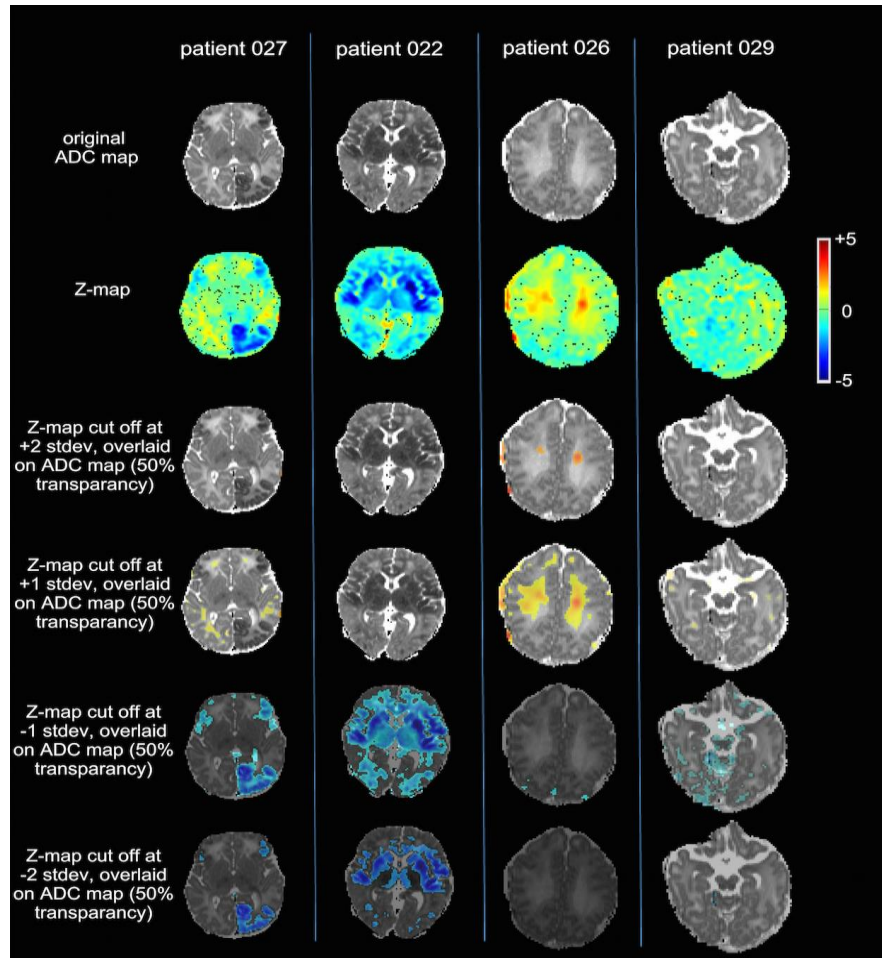 patient 027 patient 022 patient 026 patient 029
original
ADC map
+5
Z-map
0
-5
Z-map cut off at
+2 stdev, overlaid
on ADC map (50%
transparancy)
Z-map cut off at
+1 stdev, overlaid
on ADC map (50%
transparancy)
Z-map cut off at
-1 stdev, overlaid
on ADC map (50%
transparancy)
Z-map cut off at
-2 stdev, overlaid
on ADC map (50%
transparancy)